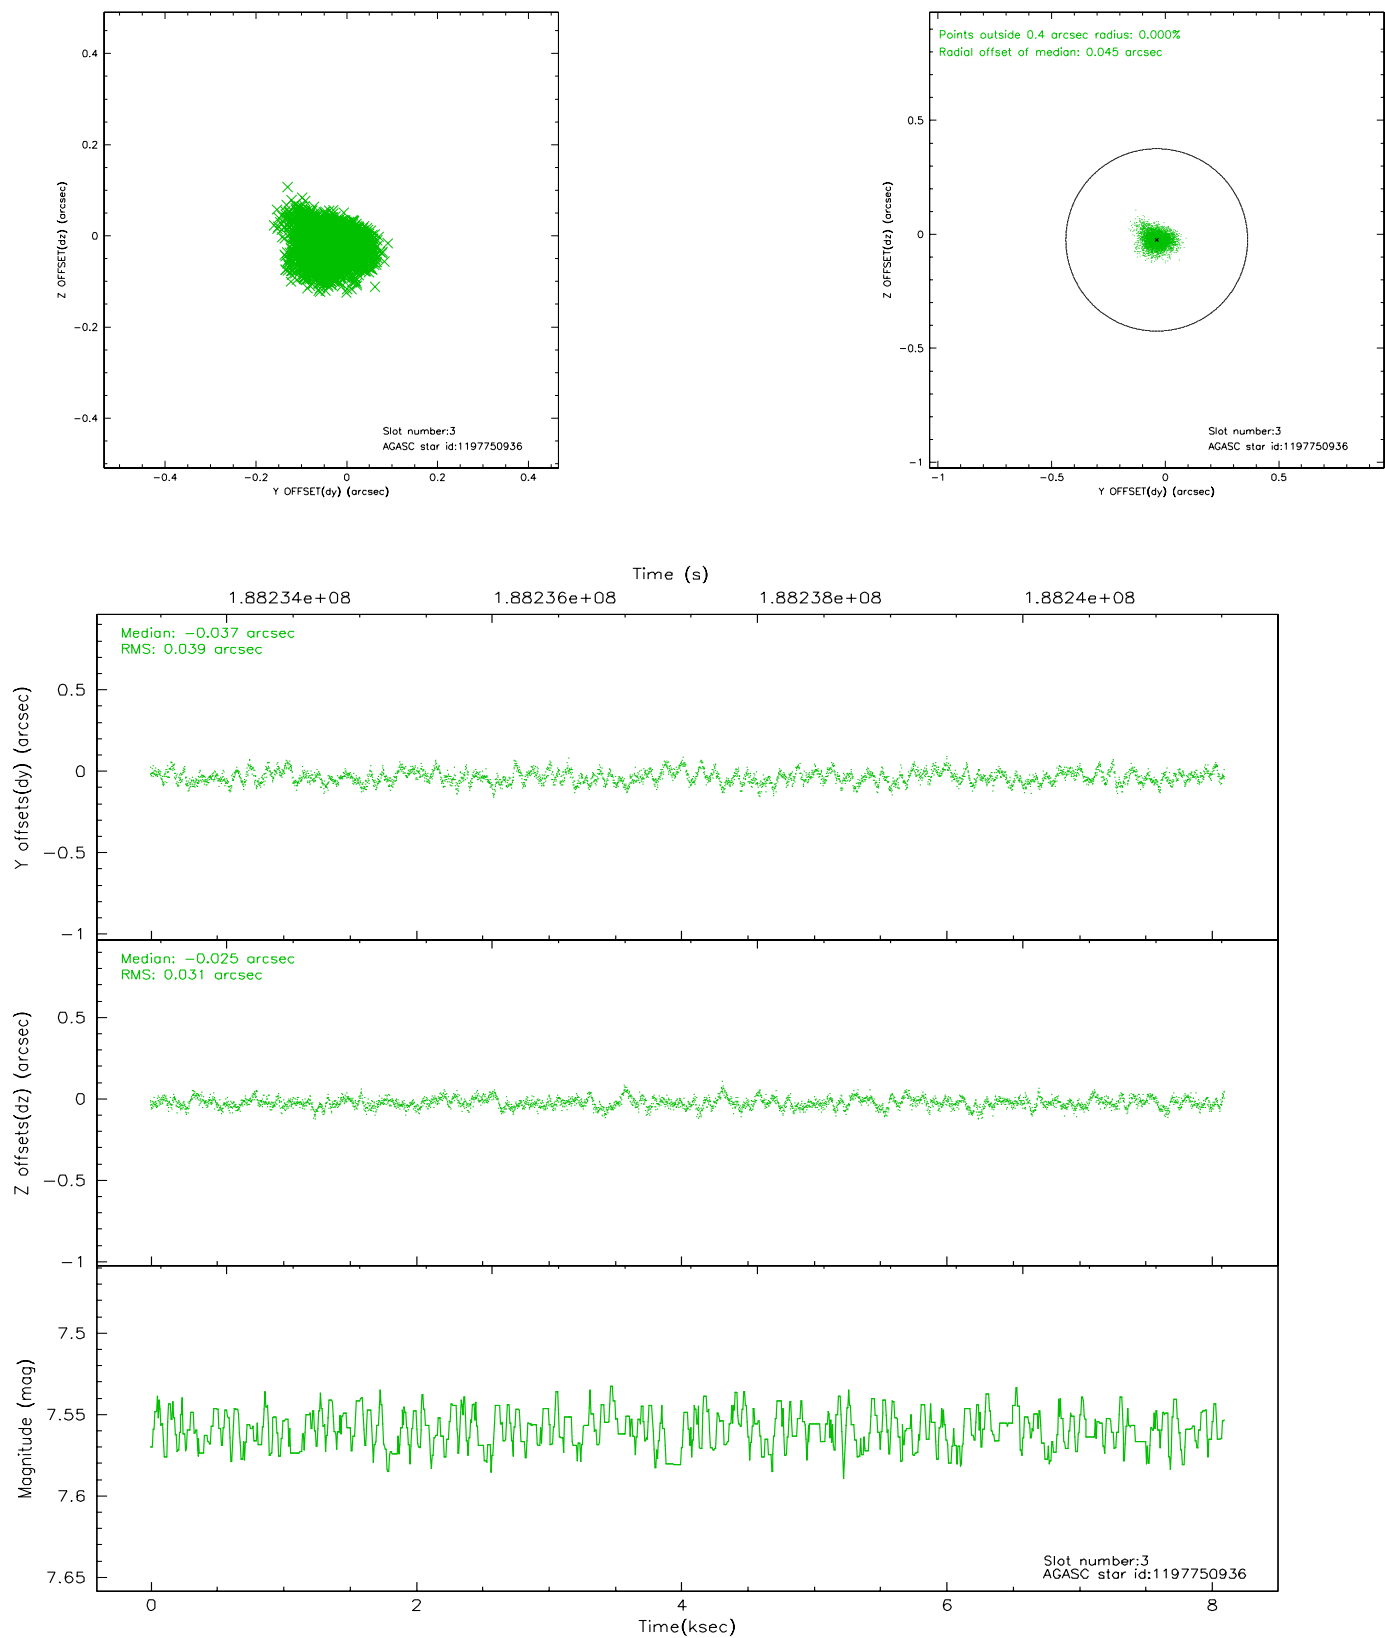 0.4
0.2
0
−0.2
−0.4
Z OFFSET(dz) (arcsec)
Slot number:3
AGASC star id:1197750936
−0.4 −0.2 0 0.2 0.4
Y OFFSET(dy) (arcsec)
Points outside 0.4 arcsec radius: 0.000%
Radial offset of median: 0.045 arcsec
0.5
0
−0.5
−1
Z OFFSET(dz) (arcsec)
Slot number:3
AGASC star id:1197750936
−1 −0.5 0 0.5
Y OFFSET(dy) (arcsec)
Time (s)
1.88234e+08 1.88236e+08 1.88238e+08 1.8824e+08
Median: −0.037 arcsec
RMS: 0.039 arcsec
0.5
0
−0.5
−1
Y offsets(dy) (arcsec)
Median: −0.025 arcsec
RMS: 0.031 arcsec
0.5
0
−0.5
−1
Z offsets(dz) (arcsec)
7.5
7.55
7.6
7.65
Magnitude (mag)
Slot number:3
AGASC star id:1197750936
0 2 4 6 8
Time(ksec)